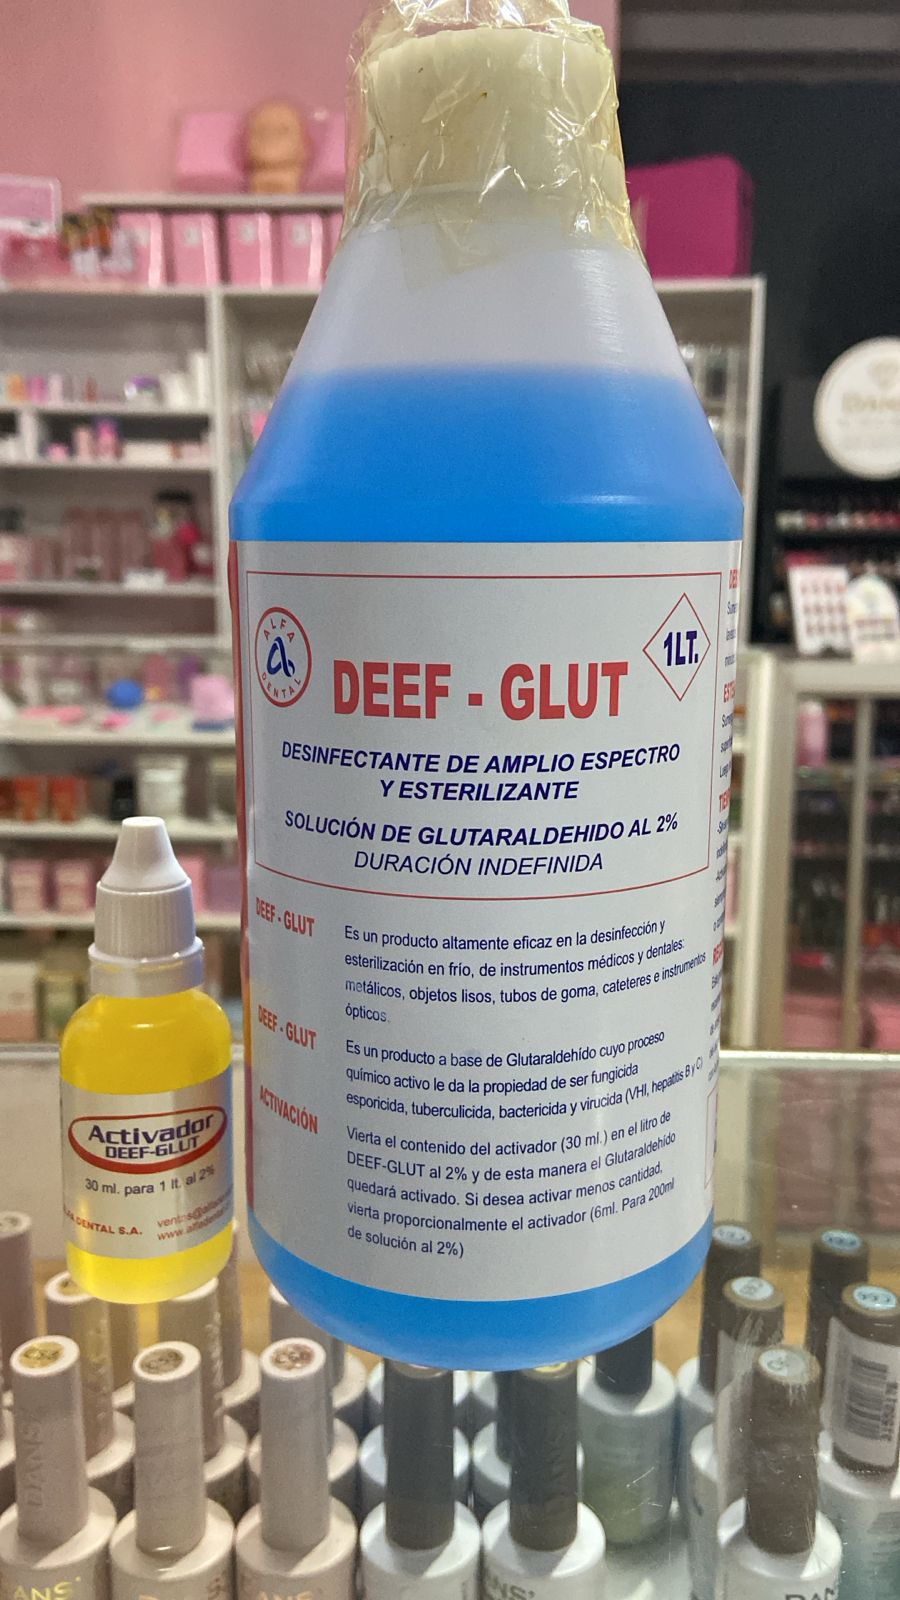 ALFA
DENTAL
1LT.
DEEF - GLUT
DESINFECTANTE DE AMPLIO ESPECTRO
Y ESTERILIZANTE
SOLUCIÓN DE GLUTARALDEHIDO AL 2%
DURACIÓN INDEFINIDA
DEEF - GLUT
Es un producto altamente eficaz en la desinfección y
esterilización en frío, de instrumentos médicos y dentales:
metálicos, objetos lisos, tubos de goma, cateteres e instrumentos
ópticos.
DEEF - GLUT
Es un producto a base de Glutaraldehído cuyo proceso
químico activo le da la propiedad de ser fungicida
esporicida, tuberculicida, bactericida y virucida (VHI, hepatitis B y C)
ACTIVACIÓN
Vierta el contenido del activador (30 ml.) en el litro de
DEEF-GLUT al 2% y de esta manera el Glutaraldehído
quedará activado. Si desea activar menos cantidad,
vierta proporcionalmente el activador (6ml. Para 200ml
de solución al 2%)
Activador
DEEF-GLUT
30 ml. para 1 lt. al 2%
DENTAL S.A.